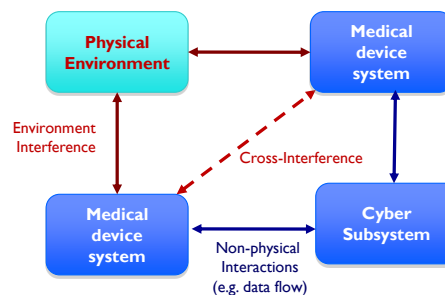 Physical
Environment
Medical
device
system
Environment
Interference
Cross-Interference
Medical
device
system
Cyber
Subsystem
Non-physical
Interactions
(e.g. data flow)